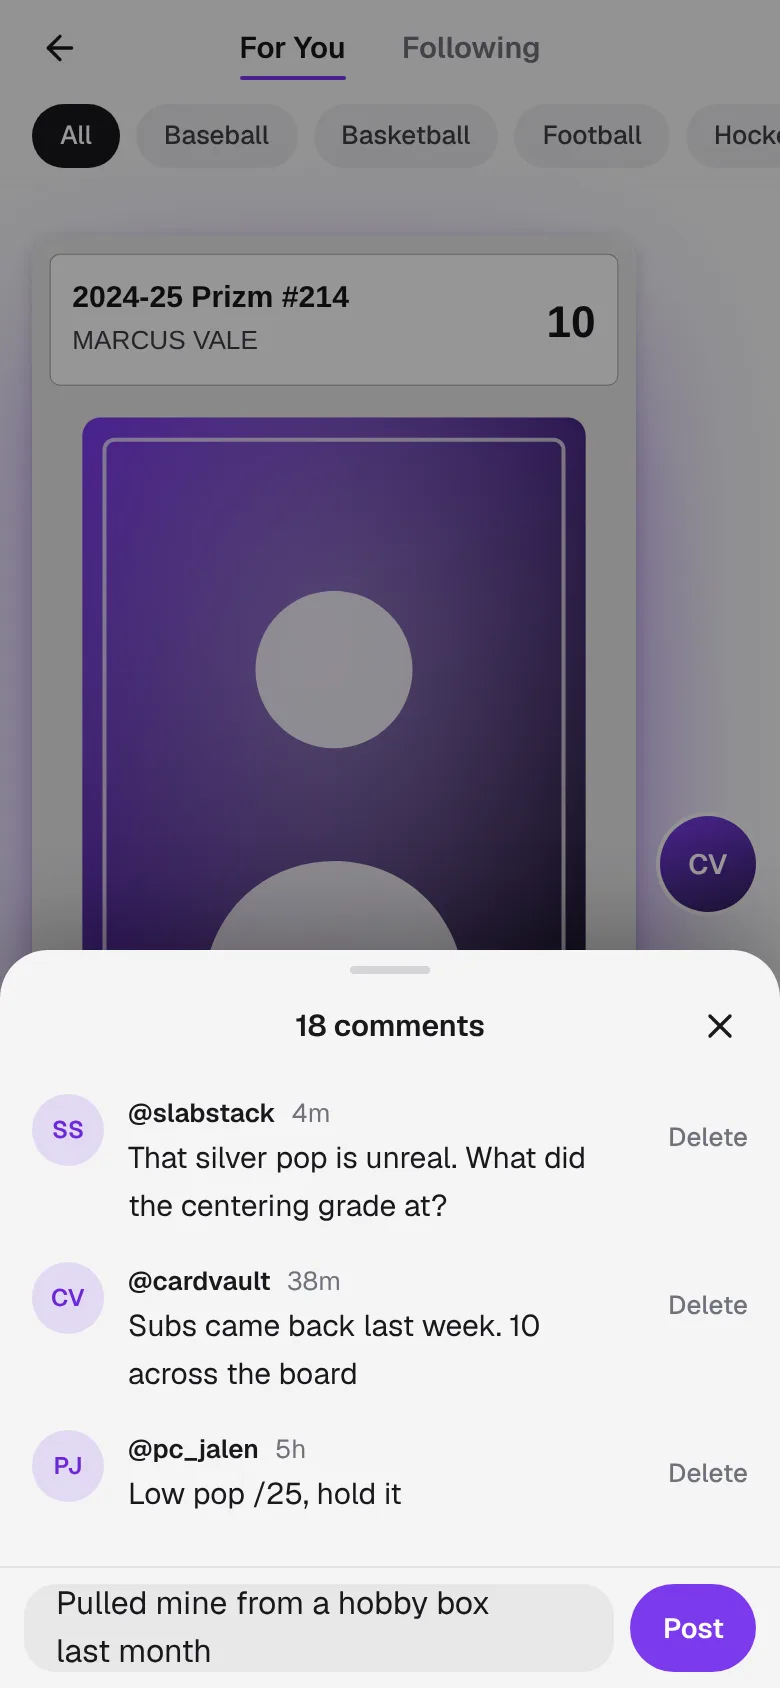 For You
Following
All
Baseball
Basketball
Football
Hocke
2024-25 Prizm #214
MARCUS VALE
10
CV
18 comments
SS
@slabstack 4m
Delete
That silver pop is unreal. What did
the centering grade at?
CV
@cardvault 38m
Delete
Subs came back last week. 10
across the board
PJ
@pc_jalen 5h
Delete
Low pop /25, hold it
Pulled mine from a hobby box
last month
Post